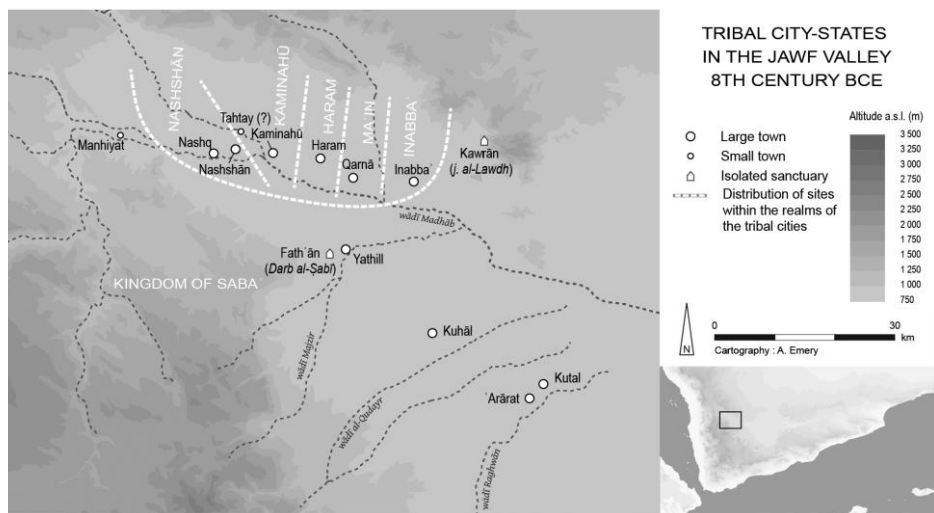 TRIBAL CITY-STATES
IN THE JAWF VALLEY
8TH CENTURY BCE
Altitude a.s.l. (m)
Large town
Small town
Isolated sanctuary
Distribution of sites
within the realms of
the tribal cities
3 500
3 250
3 000
2 750
2 500
2 250
2 000
1 750
1 500
1 250
1 000
750
0
30
km
N
Cartography : A. Emery
NASHSHĀN
KAMINAHŪ
HARAM
MAʿIN
INABBAʾ
Manhiyat
Nashq
Tahtay (?)
Nashshān
Kaminahū
Haram
Qarnā
Inabbaʾ
Kawrān
(j. al-Lawdh)
wādī Madhāb
Fathʾān
(Darb al-Ṣabī)
Yathill
KINGDOM OF SABAʾ
wādī Majzir
Kuhāl
wādī al-Qudayr
Kutal
ʿArārat
wādī Raghwān